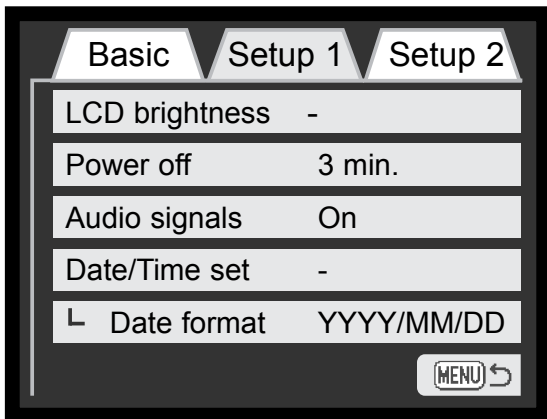 Basic Setup 1 Setup 2
LCD brightness -
Power off 3 min.
Audio signals On
Date/Time set -
Date format YYYY/MM/DD
MENU